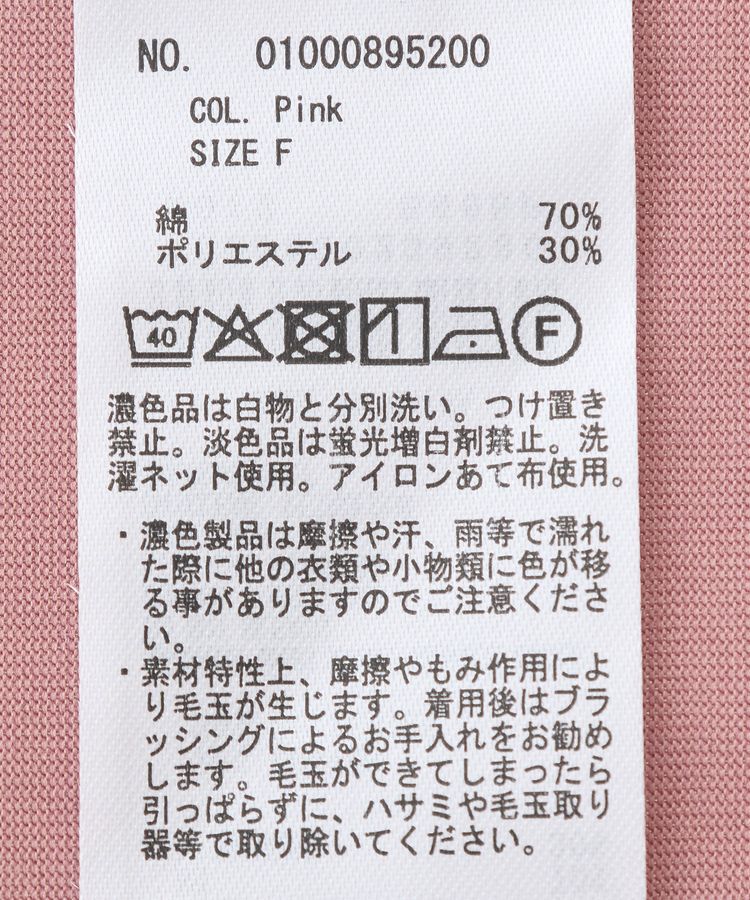 NO. 01000895200
COL. Pink
SIZE F
綿 70%
ポリエステル 30%
40 F
濃色品は白物と分別洗い。つけ置き
禁止。淡色品は蛍光増白剤禁止。洗
濯ネット使用。アイロンあて布使用。
・濃色製品は摩擦や汗、雨等で濡れ
た際に他の衣類や小物類に色が移
る事がありますのでご注意くださ
い。
・素材特性上、摩擦やもみ作用によ
り毛玉が生じます。着用後はブラ
ッシングによるお手入れをお勧め
します。毛玉ができてしまったら
引っぱらずに、ハサミや毛玉取り
器等で取り除いてください。